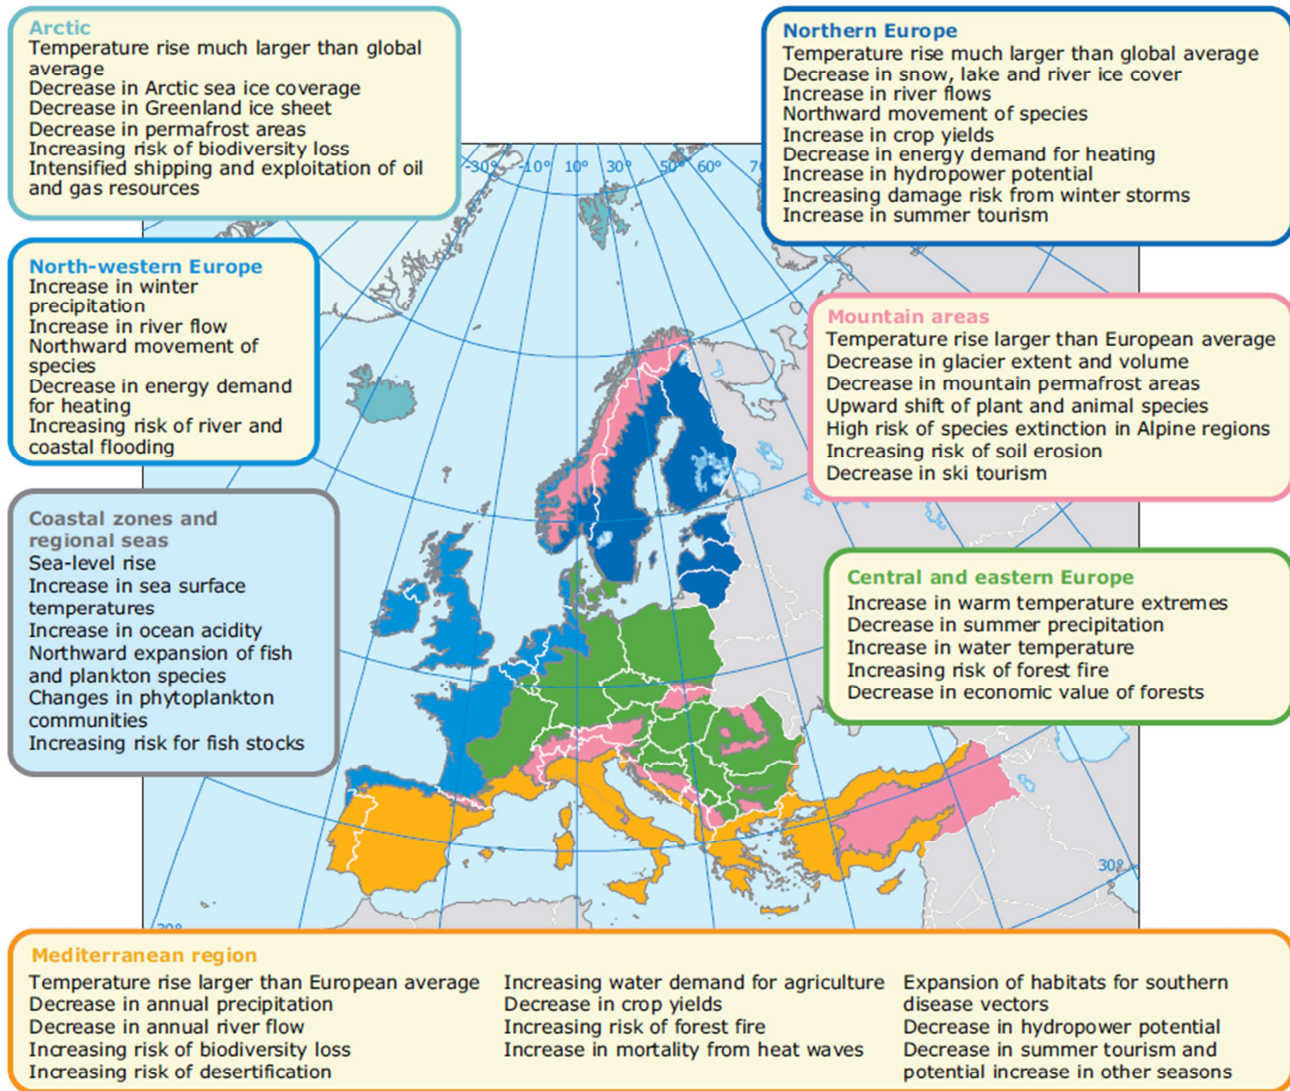 Arctic
Temperature rise much larger than global
average
Decrease in Arctic sea ice coverage
Decrease in Greenland ice sheet
Decrease in permafrost areas
Increasing risk of biodiversity loss
Intensified shipping and exploitation of oil
and gas resources
Northern Europe
Temperature rise much larger than global average
Decrease in snow, lake and river ice cover
Increase in river flows
Northward movement of species
Increase in crop yields
Decrease in energy demand for heating
Increase in hydropower potential
Increasing damage risk from winter storms
Increase in summer tourism
-30° -10° 10° 30° 50° 60°
North-western Europe
Increase in winter
precipitation
Increase in river flow
Northward movement of
species
Decrease in energy demand
for heating
Increasing risk of river and
coastal flooding
Mountain areas
Temperature rise larger than European average
Decrease in glacier extent and volume
Decrease in mountain permafrost areas
Upward shift of plant and animal species
High risk of species extinction in Alpine regions
Increasing risk of soil erosion
Decrease in ski tourism
Coastal zones and
regional seas
Sea-level rise
Increase in sea surface
temperatures
Increase in ocean acidity
Northward expansion of fish
and plankton species
Changes in phytoplankton
communities
Increasing risk for fish stocks
Central and eastern Europe
Increase in warm temperature extremes
Decrease in summer precipitation
Increase in water temperature
Increasing risk of forest fire
Decrease in economic value of forests
30°
Mediterranean region
Temperature rise larger than European average
Decrease in annual precipitation
Decrease in annual river flow
Increasing risk of biodiversity loss
Increasing risk of desertification
Increasing water demand for agriculture
Decrease in crop yields
Increasing risk of forest fire
Increase in mortality from heat waves
Expansion of habitats for southern
disease vectors
Decrease in hydropower potential
Decrease in summer tourism and
potential increase in other seasons